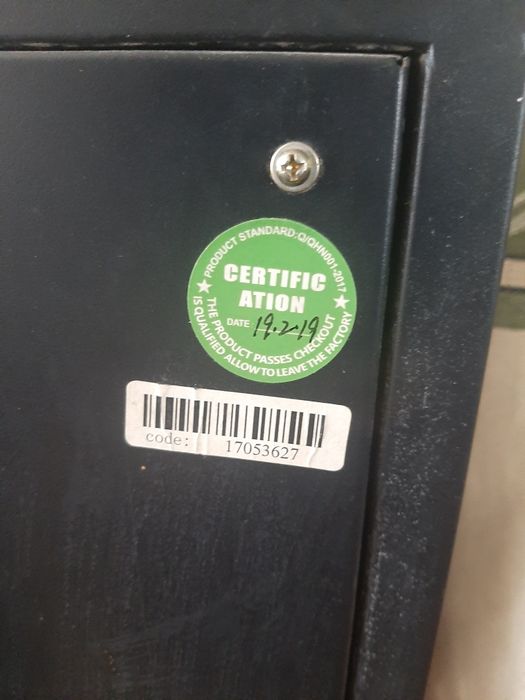 PRODUCT STANDARD:Q/QHN001-2017
CERTIFIC
ATION
DATE 19.2.19
THE PRODUCT PASSES CHECKOUT
IS QUALIFIED ALLOW TO LEAVE THE FACTORY
code: 17053627